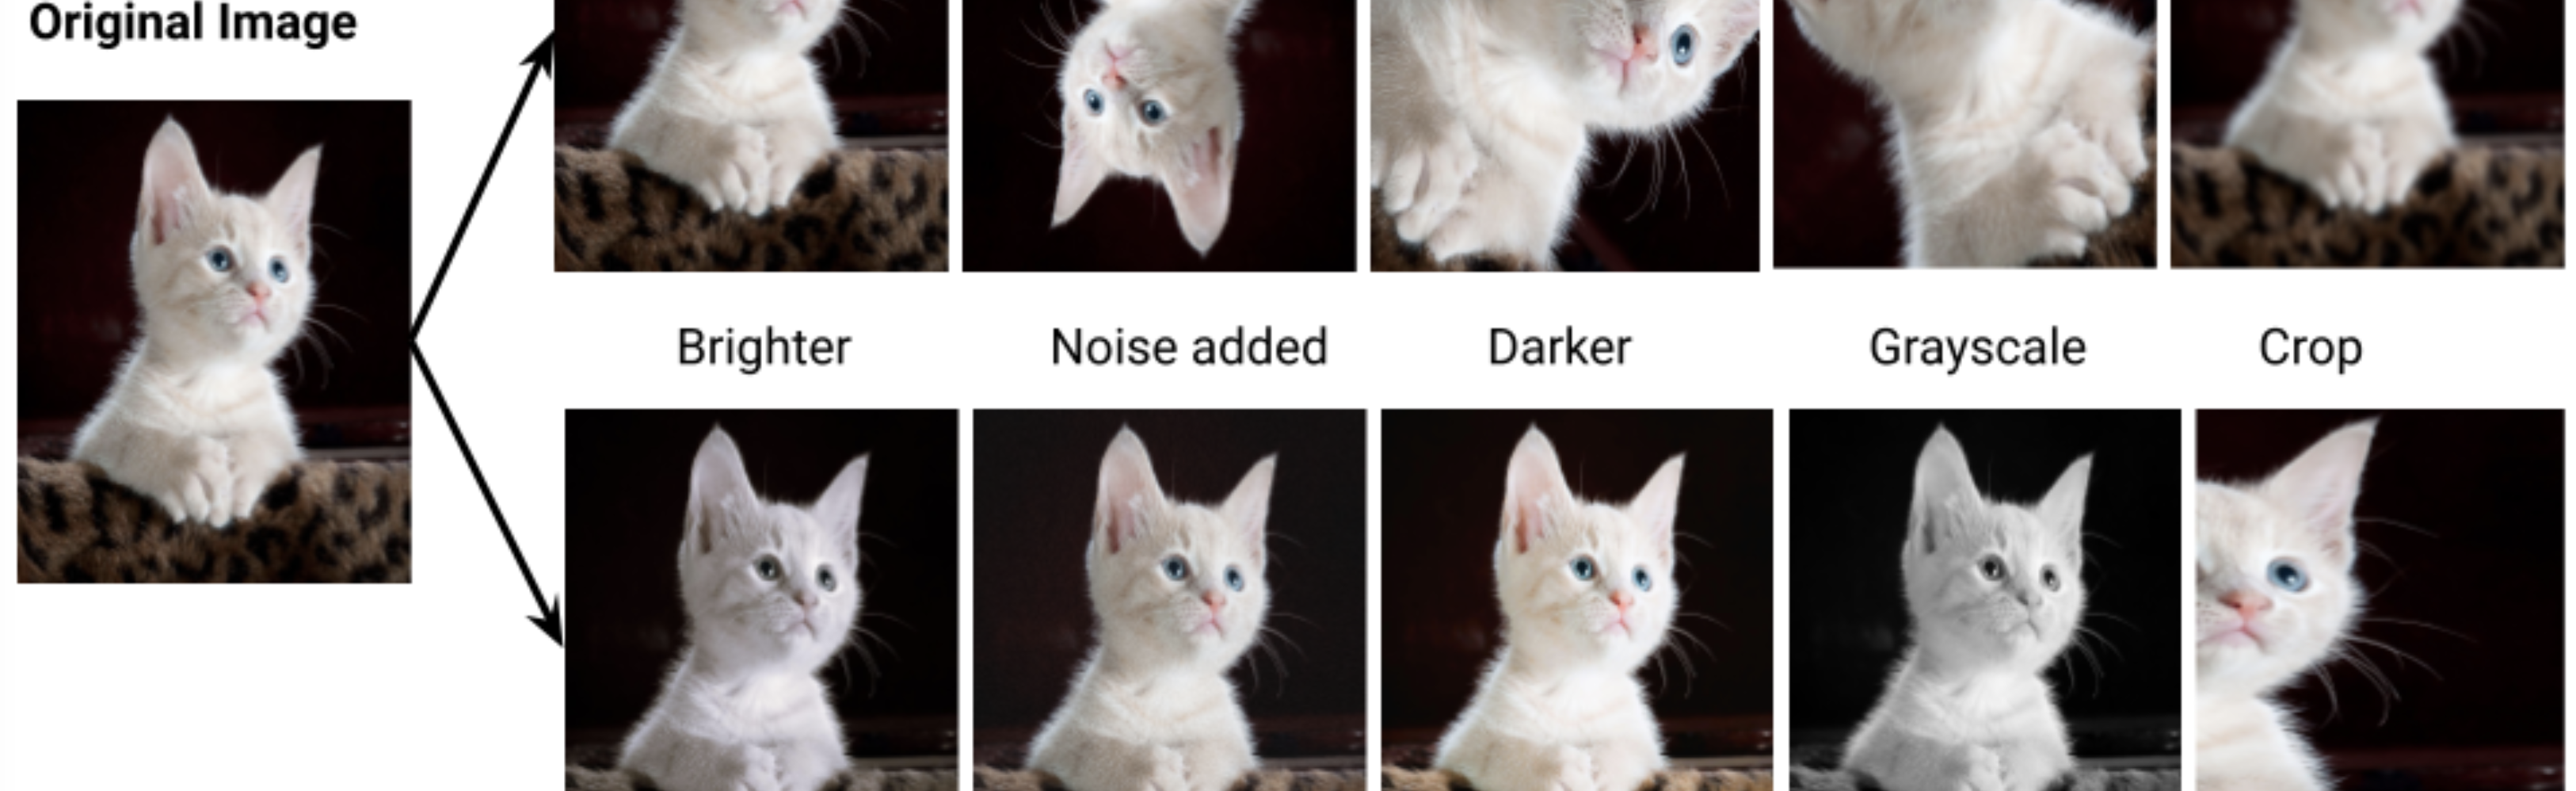 Original Image
Brighter
Noise added
Darker
Grayscale
Crop